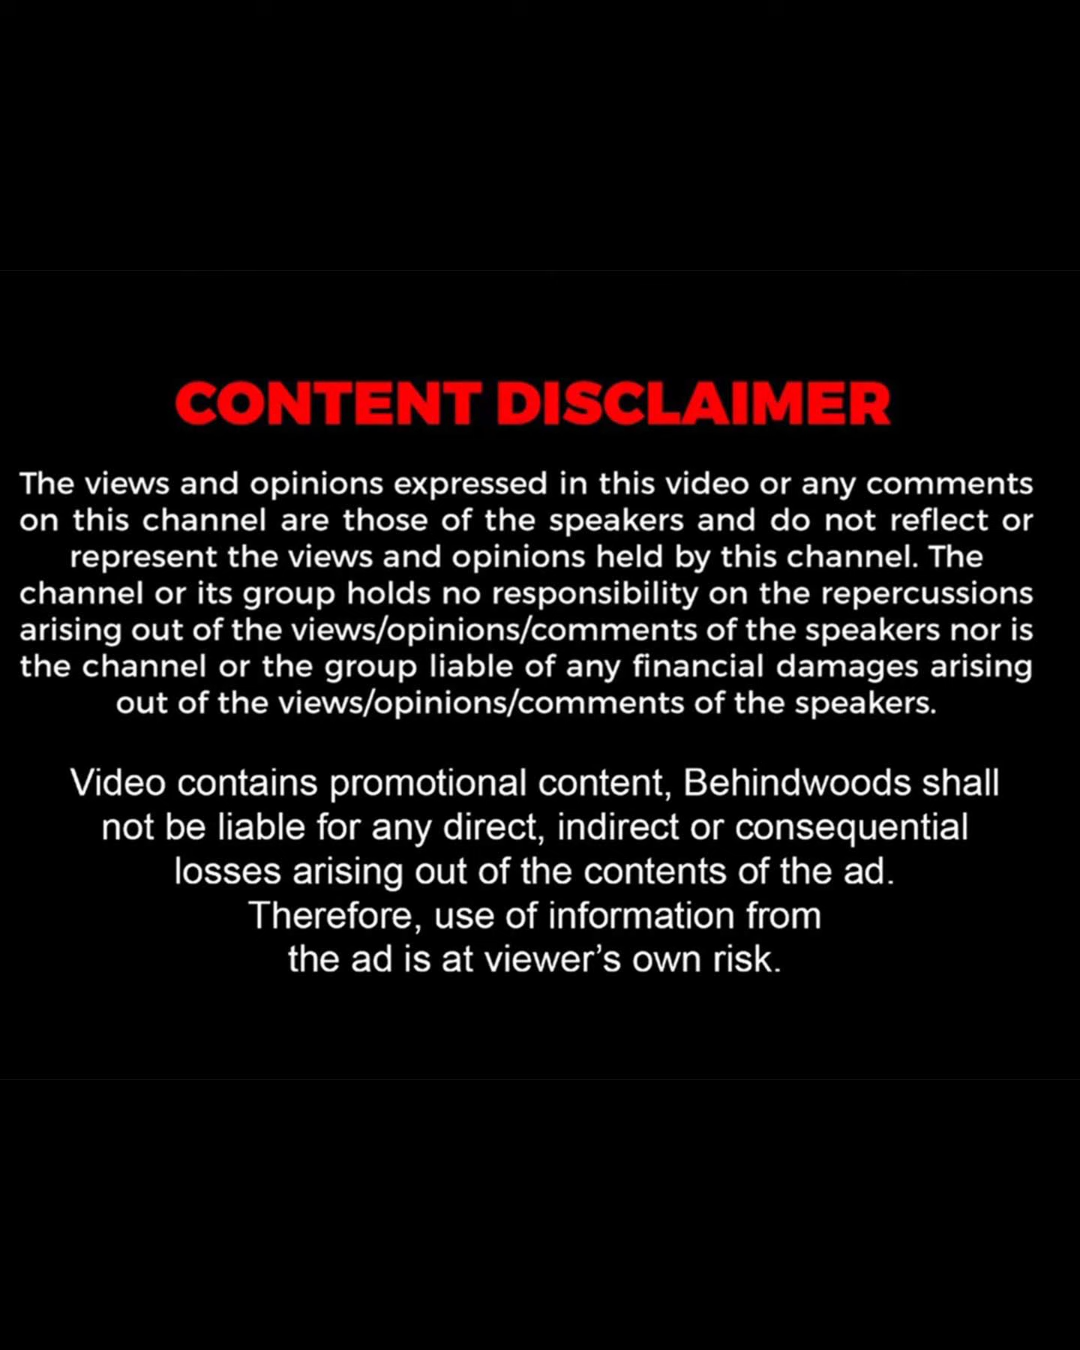 CONTENT DISCLAIMER
The views and opinions expressed in this video or any comments
on this channel are those of the speakers and do not reflect or
represent the views and opinions held by this channel. The
channel or its group holds no responsibility on the repercussions
arising out of the views/opinions/comments of the speakers nor is
the channel or the group liable of any financial damages arising
out of the views/opinions/comments of the speakers.
Video contains promotional content, Behindwoods shall
not be liable for any direct, indirect or consequential
losses arising out of the contents of the ad.
Therefore, use of information from
the ad is at viewer’s own risk.